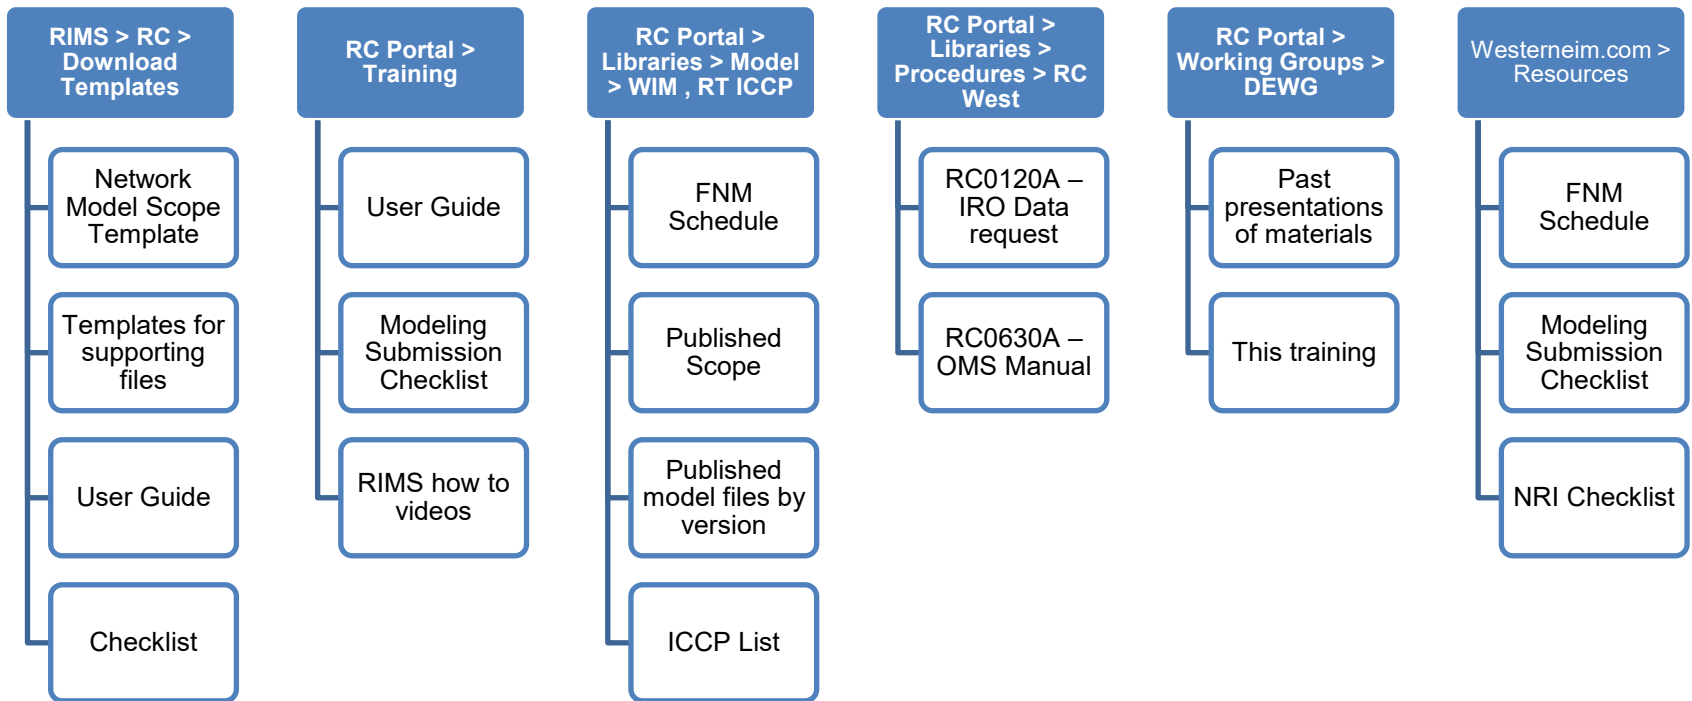 RIMS > RC >
Download
Templates
Network
Model Scope
Template
Templates for
supporting
files
User Guide
Checklist
RC Portal >
Training
User Guide
Modeling
Submission
Checklist
RIMS how to
videos
RC Portal >
Libraries > Model
> WIM , RT ICCP
FNM
Schedule
Published
Scope
Published
model files by
version
ICCP List
RC Portal >
Libraries >
Procedures > RC
West
RC0120A –
IRO Data
request
RC0630A –
OMS Manual
RC Portal >
Working Groups >
DEWG
Past
presentations
of materials
This training
Westerneim.com >
Resources
FNM
Schedule
Modeling
Submission
Checklist
NRI Checklist